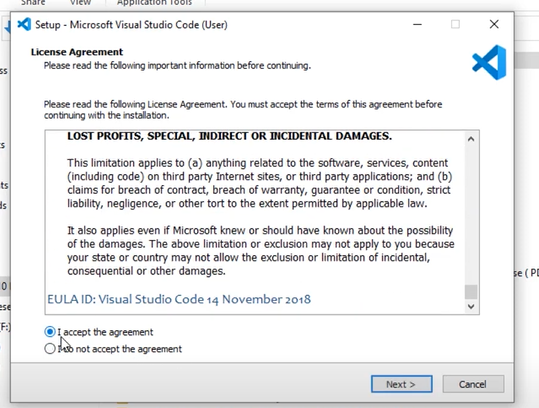 Share View Application Tools
Setup - Microsoft Visual Studio Code (User)
License Agreement
Please read the following important information before continuing.
Please read the following License Agreement. You must accept the terms of this agreement before
continuing with the installation.
LOST PROFITS, SPECIAL, INDIRECT OR INCIDENTAL DAMAGES.
This limitation applies to (a) anything related to the software, services, content
(including code) on third party Internet sites, or third party applications; and (b)
claims for breach of contract, breach of warranty, guarantee or condition, strict
liability, negligence, or other tort to the extent permitted by applicable law.
It also applies even if Microsoft knew or should have known about the possibility
of the damages. The above limitation or exclusion may not apply to you because
your state or country may not allow the exclusion or limitation of incidental,
consequential or other damages.
EULA ID: Visual Studio Code 14 November 2018
I accept the agreement
I do not accept the agreement
Next >
Cancel